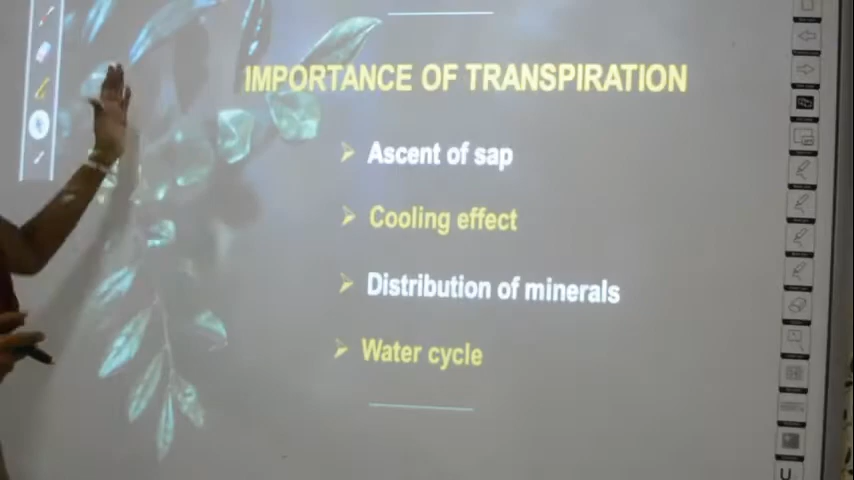 IMPORTANCE OF TRANSPIRATION
Ascent of sap
Cooling effect
Distribution of minerals
Water cycle